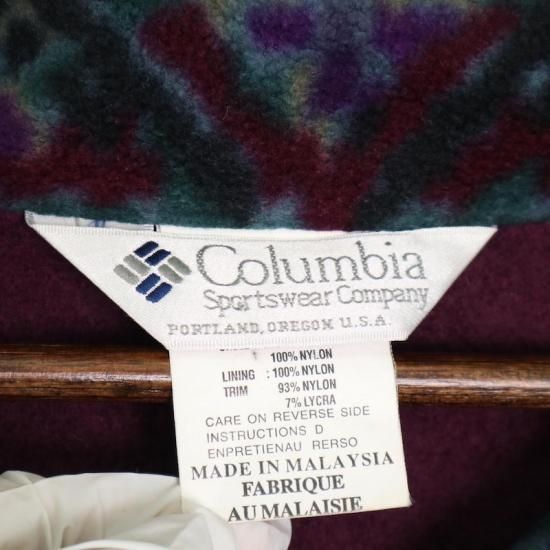 Columbia
Sportswear Company
PORTLAND, OREGON U.S.A.
100% NYLON
LINING : 100% NYLON
TRIM 93% NYLON
7% LYCRA
CARE ON REVERSE SIDE
INSTRUCTIONS D
ENPRETIENAU RERSO
MADE IN MALAYSIA
FABRIQUE
AU MALAISIE